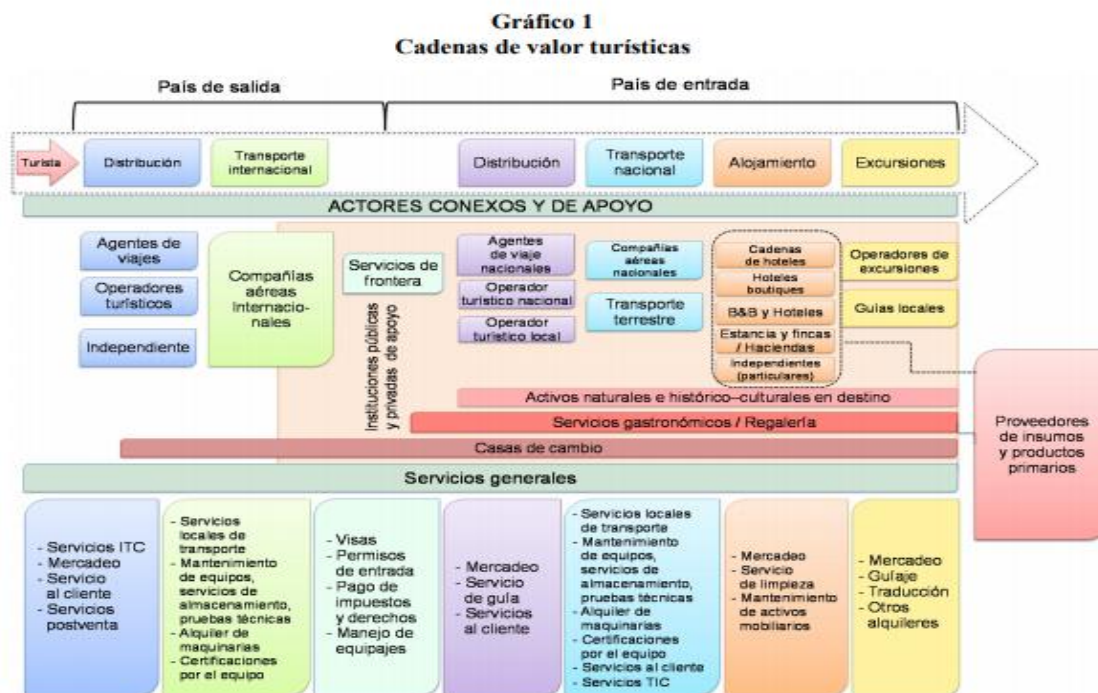 Gráfico 1
Cadenas de valor turísticas
País de salida
País de entrada
Turista
Distribución
Transporte
internacional
Distribución
Transporte
nacional
Alojamiento
Excursiones
ACTORES CONEXOS Y DE APOYO
Agentes de
viajes
Operadores
turísticos
Independiente
Compañías
aéreas
Internacio-
nales
Servicios de
frontera
Instituciones públicas
y privadas de apoyo
Agentes
de viaje
nacionales
Operador
turístico nacional
Operador
turístico local
Compañías
aéreas
nacionales
Transporte
terrestre
Cadenas
de hoteles
Hoteles
boutiques
B&B y Hoteles
Estancia y fincas
/ Haciendas
Independientes
(particulares)
Operadores de
excursiones
Guías locales
Activos naturales e histórico–culturales en destino
Servicios gastronómicos / Regalería
Casas de cambio
Proveedores
de insumos
y productos
primarios
Servicios generales
- Servicios ITC
- Mercadeo
- Servicio
al cliente
- Servicios
postventa
- Servicios
locales de
transporte
- Mantenimiento
de equipos,
servicios de
almacenamiento,
pruebas técnicas
- Alquiler de
maquinarias
- Certificaciones
por el equipo
- Visas
- Permisos
de entrada
- Pago de
impuestos
y derechos
- Manejo de
equipajes
- Mercadeo
- Servicio
de guía
- Servicios
al cliente
- Servicios locales
de transporte
- Mantenimiento
de equipos,
servicios de
almacenamiento,
pruebas técnicas
- Alquiler de
maquinarias
- Certificaciones
por el equipo
- Servicios al cliente
- Servicios TIC
- Mercadeo
- Servicio
de limpieza
- Mantenimiento
de activos
mobiliarios
- Mercadeo
- Guíaje
- Traducción
- Otros
alquileres